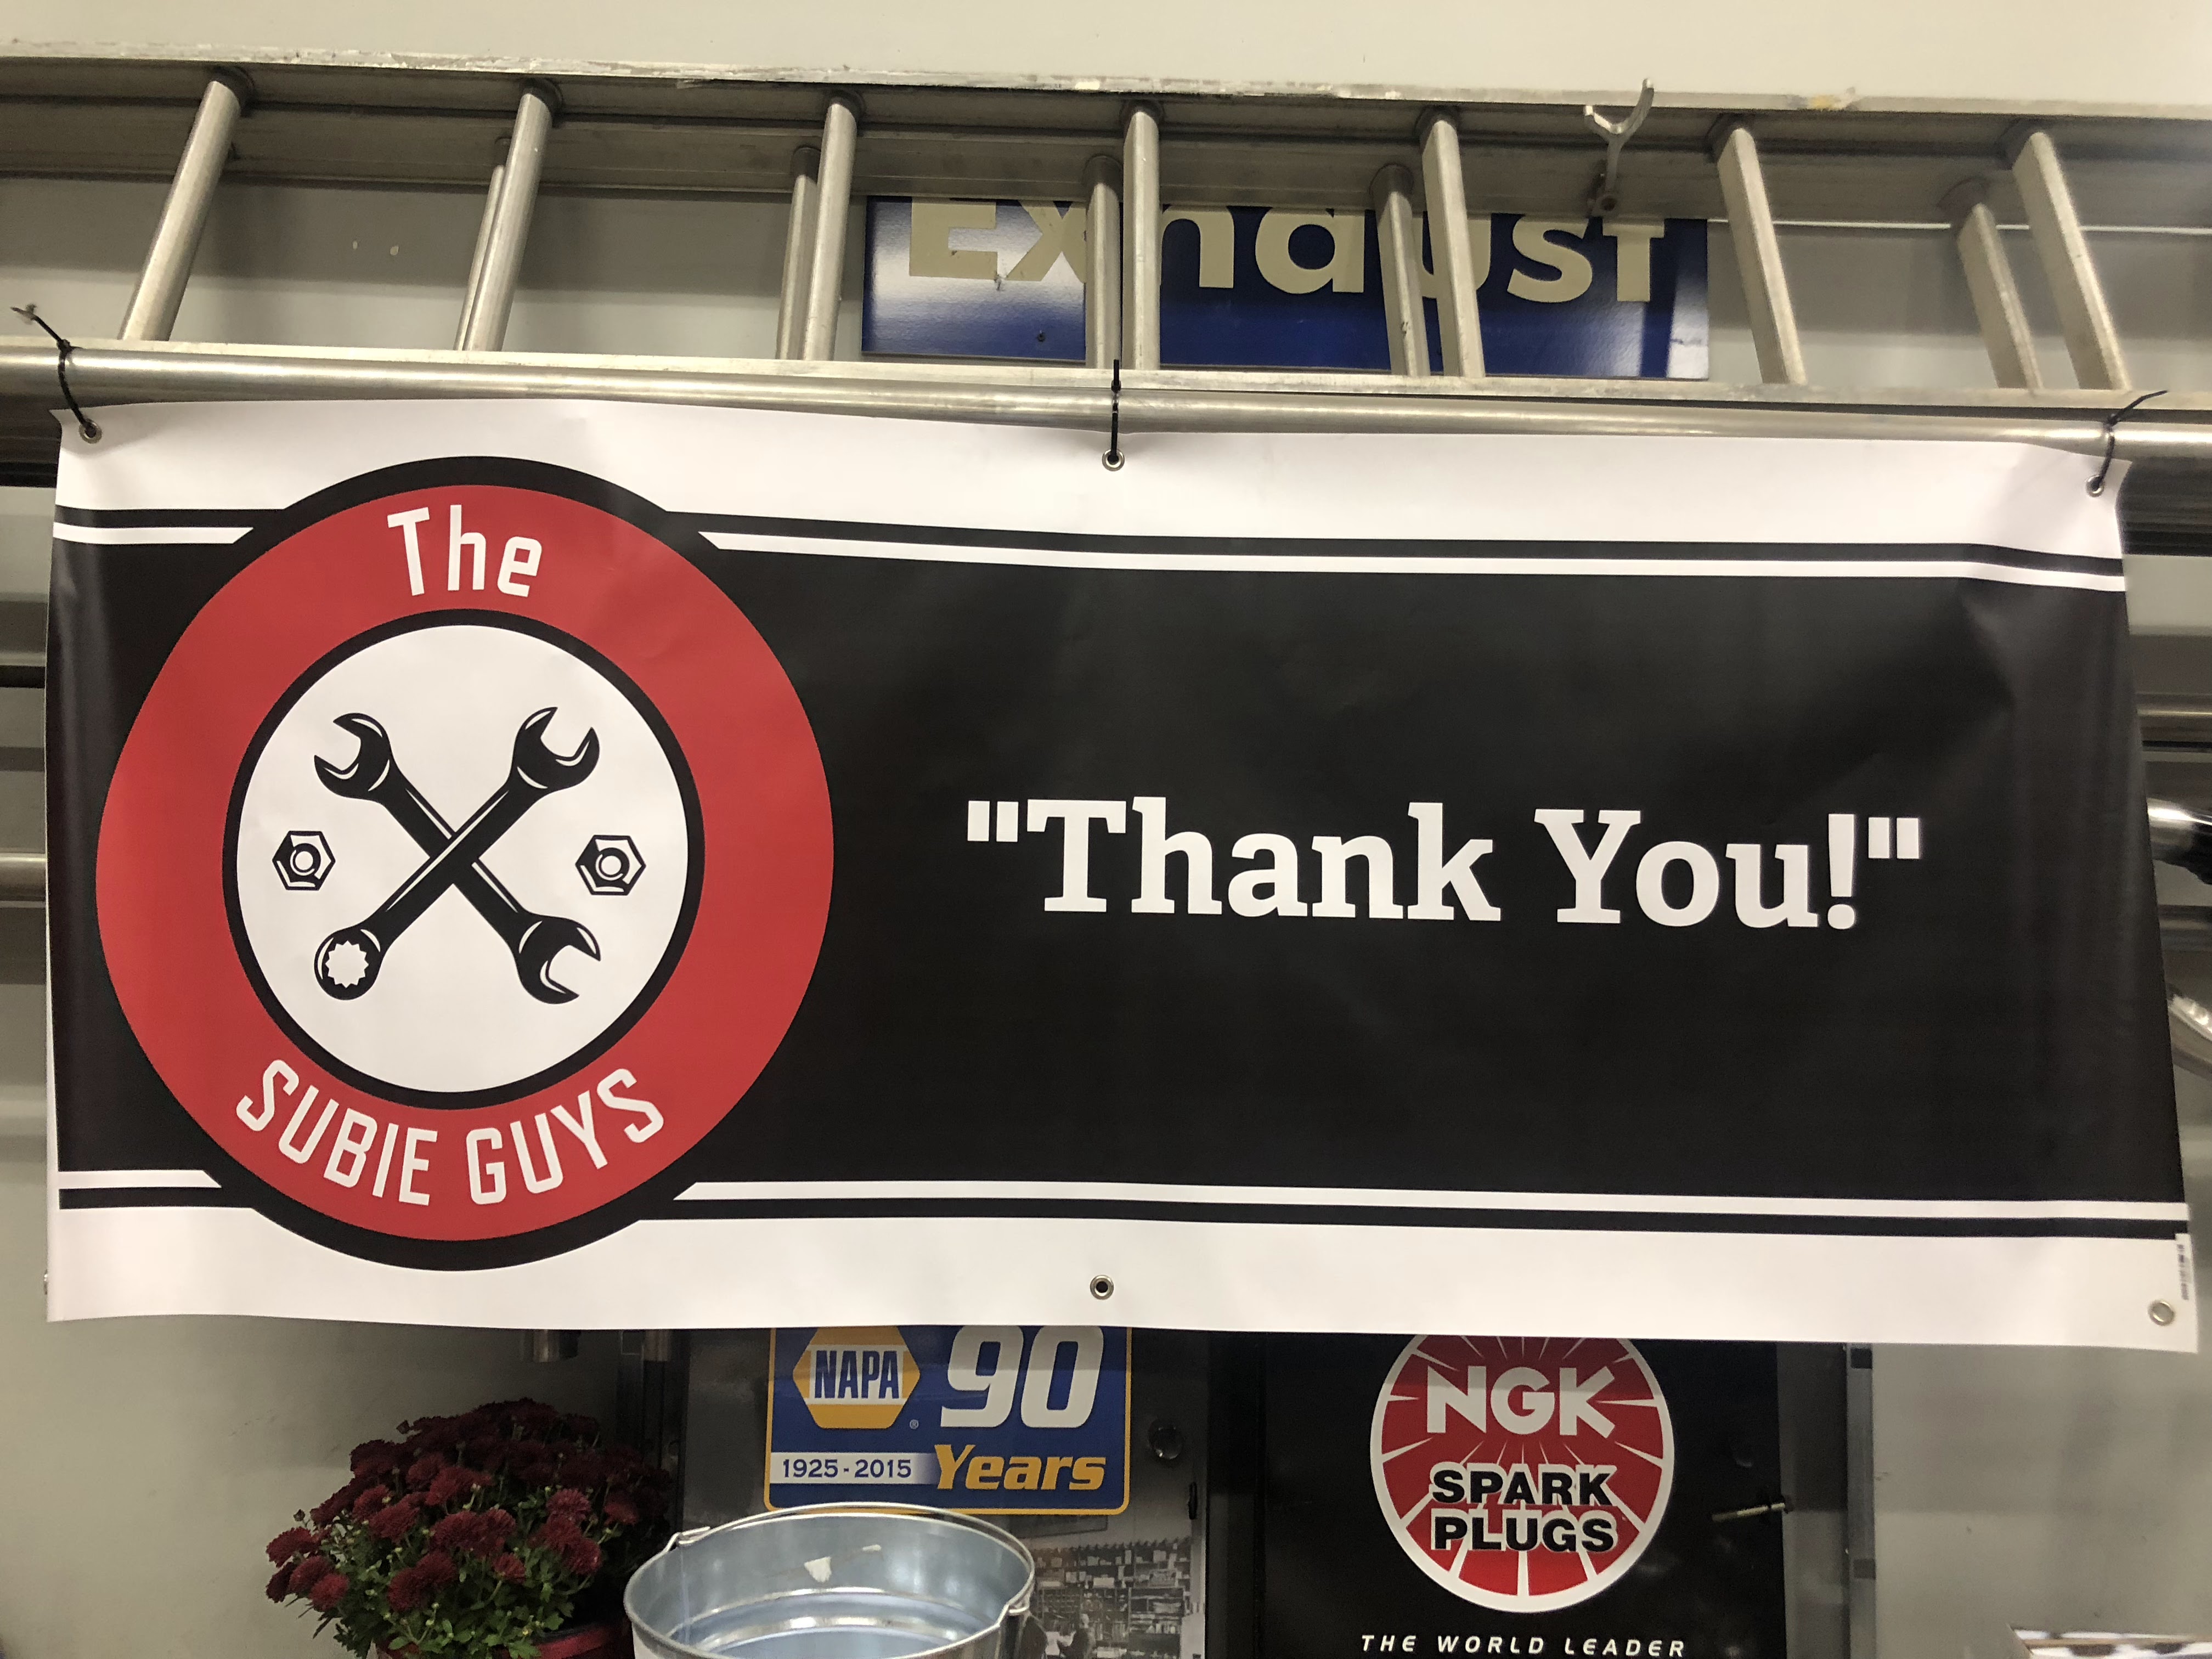 Exhaust
The
SUBIE GUYS
"Thank You!"
NAPA
90
1925-2015
Years
NGK
SPARK
PLUGS
THE WORLD LEADER